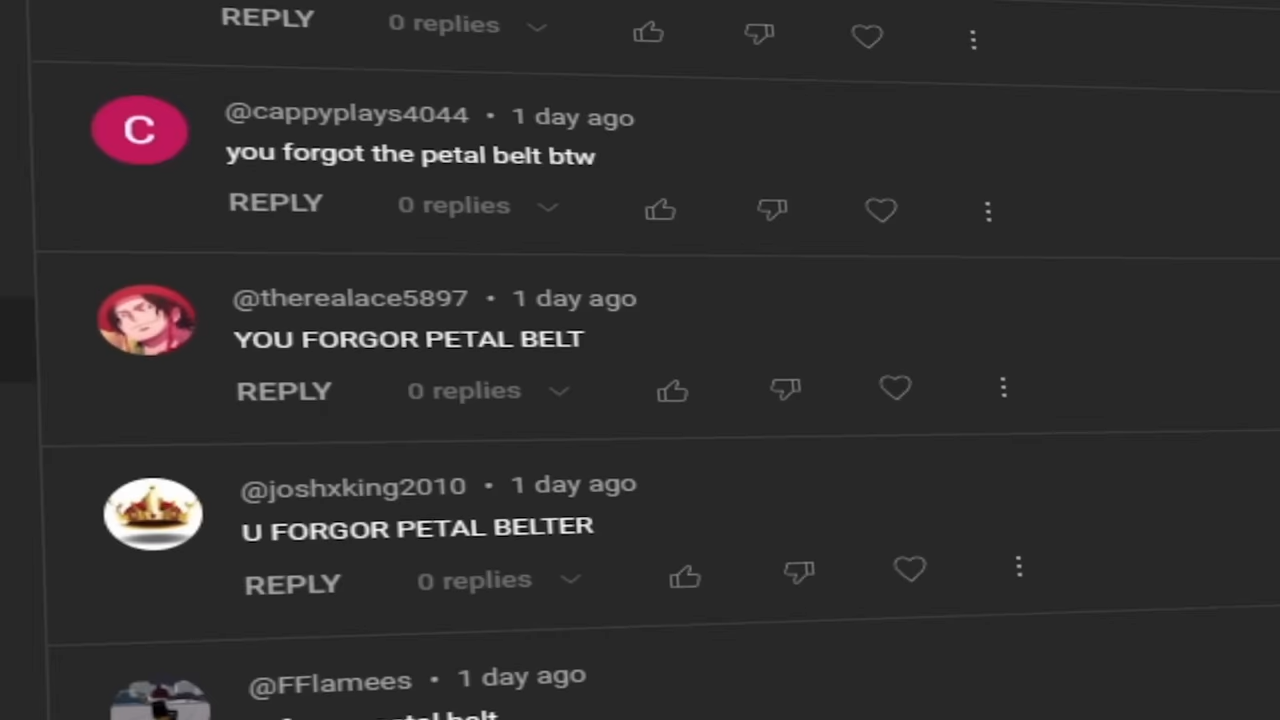 REPLY 0 replies
C
@cappyplays4044 • 1 day ago
you forgot the petal belt btw
REPLY 0 replies
@therealace5897 • 1 day ago
YOU FORGOR PETAL BELT
REPLY 0 replies
@joshxking2010 • 1 day ago
U FORGOR PETAL BELTER
REPLY 0 replies
@FFlamees • 1 day ago
belt